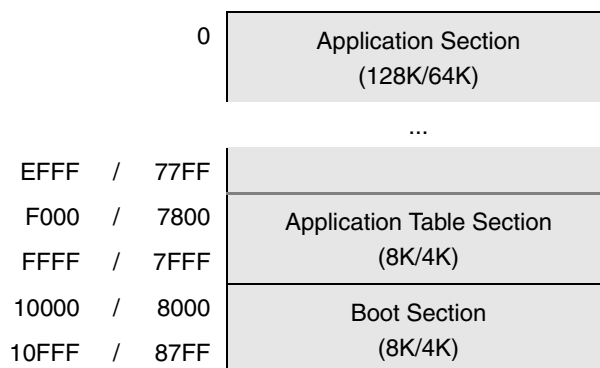 0 Application Section
(128K/64K)
...
EFFF / 77FF
F000 / 7800 Application Table Section
FFFF / 7FFF (8K/4K)
10000 / 8000 Boot Section
10FFF / 87FF (8K/4K)